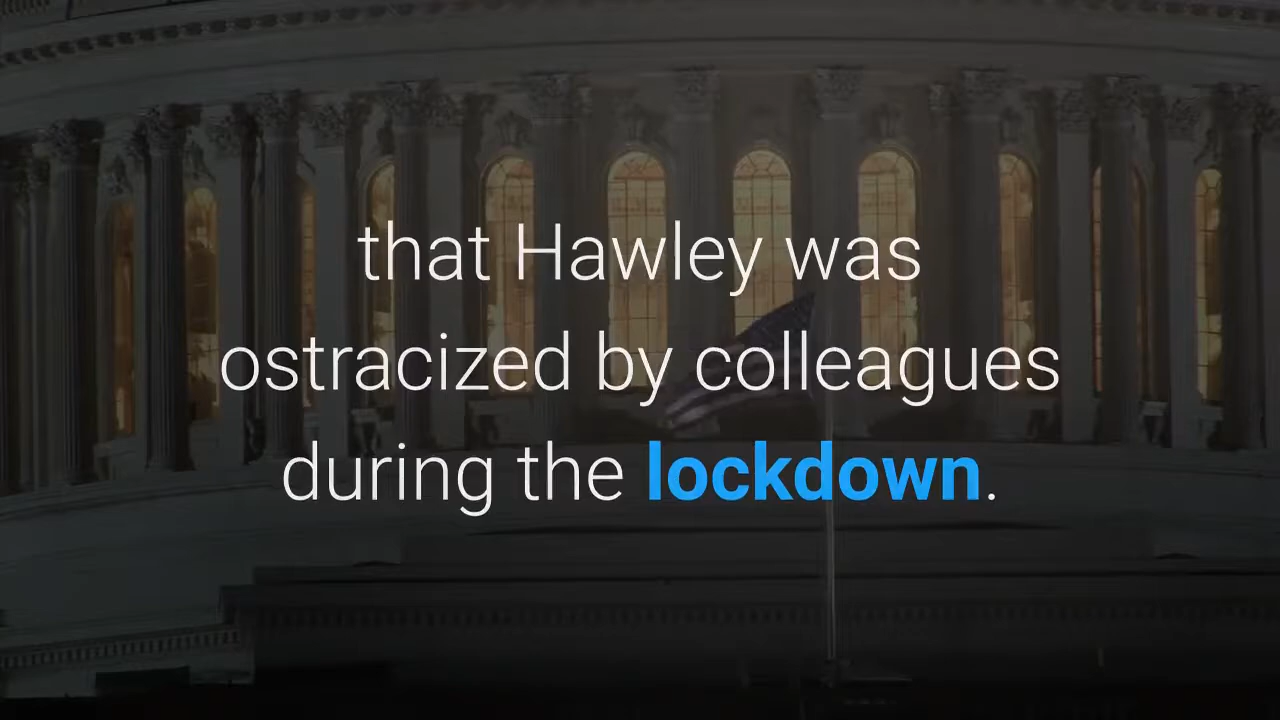 that Hawley was
ostracized by colleagues
during the lockdown.